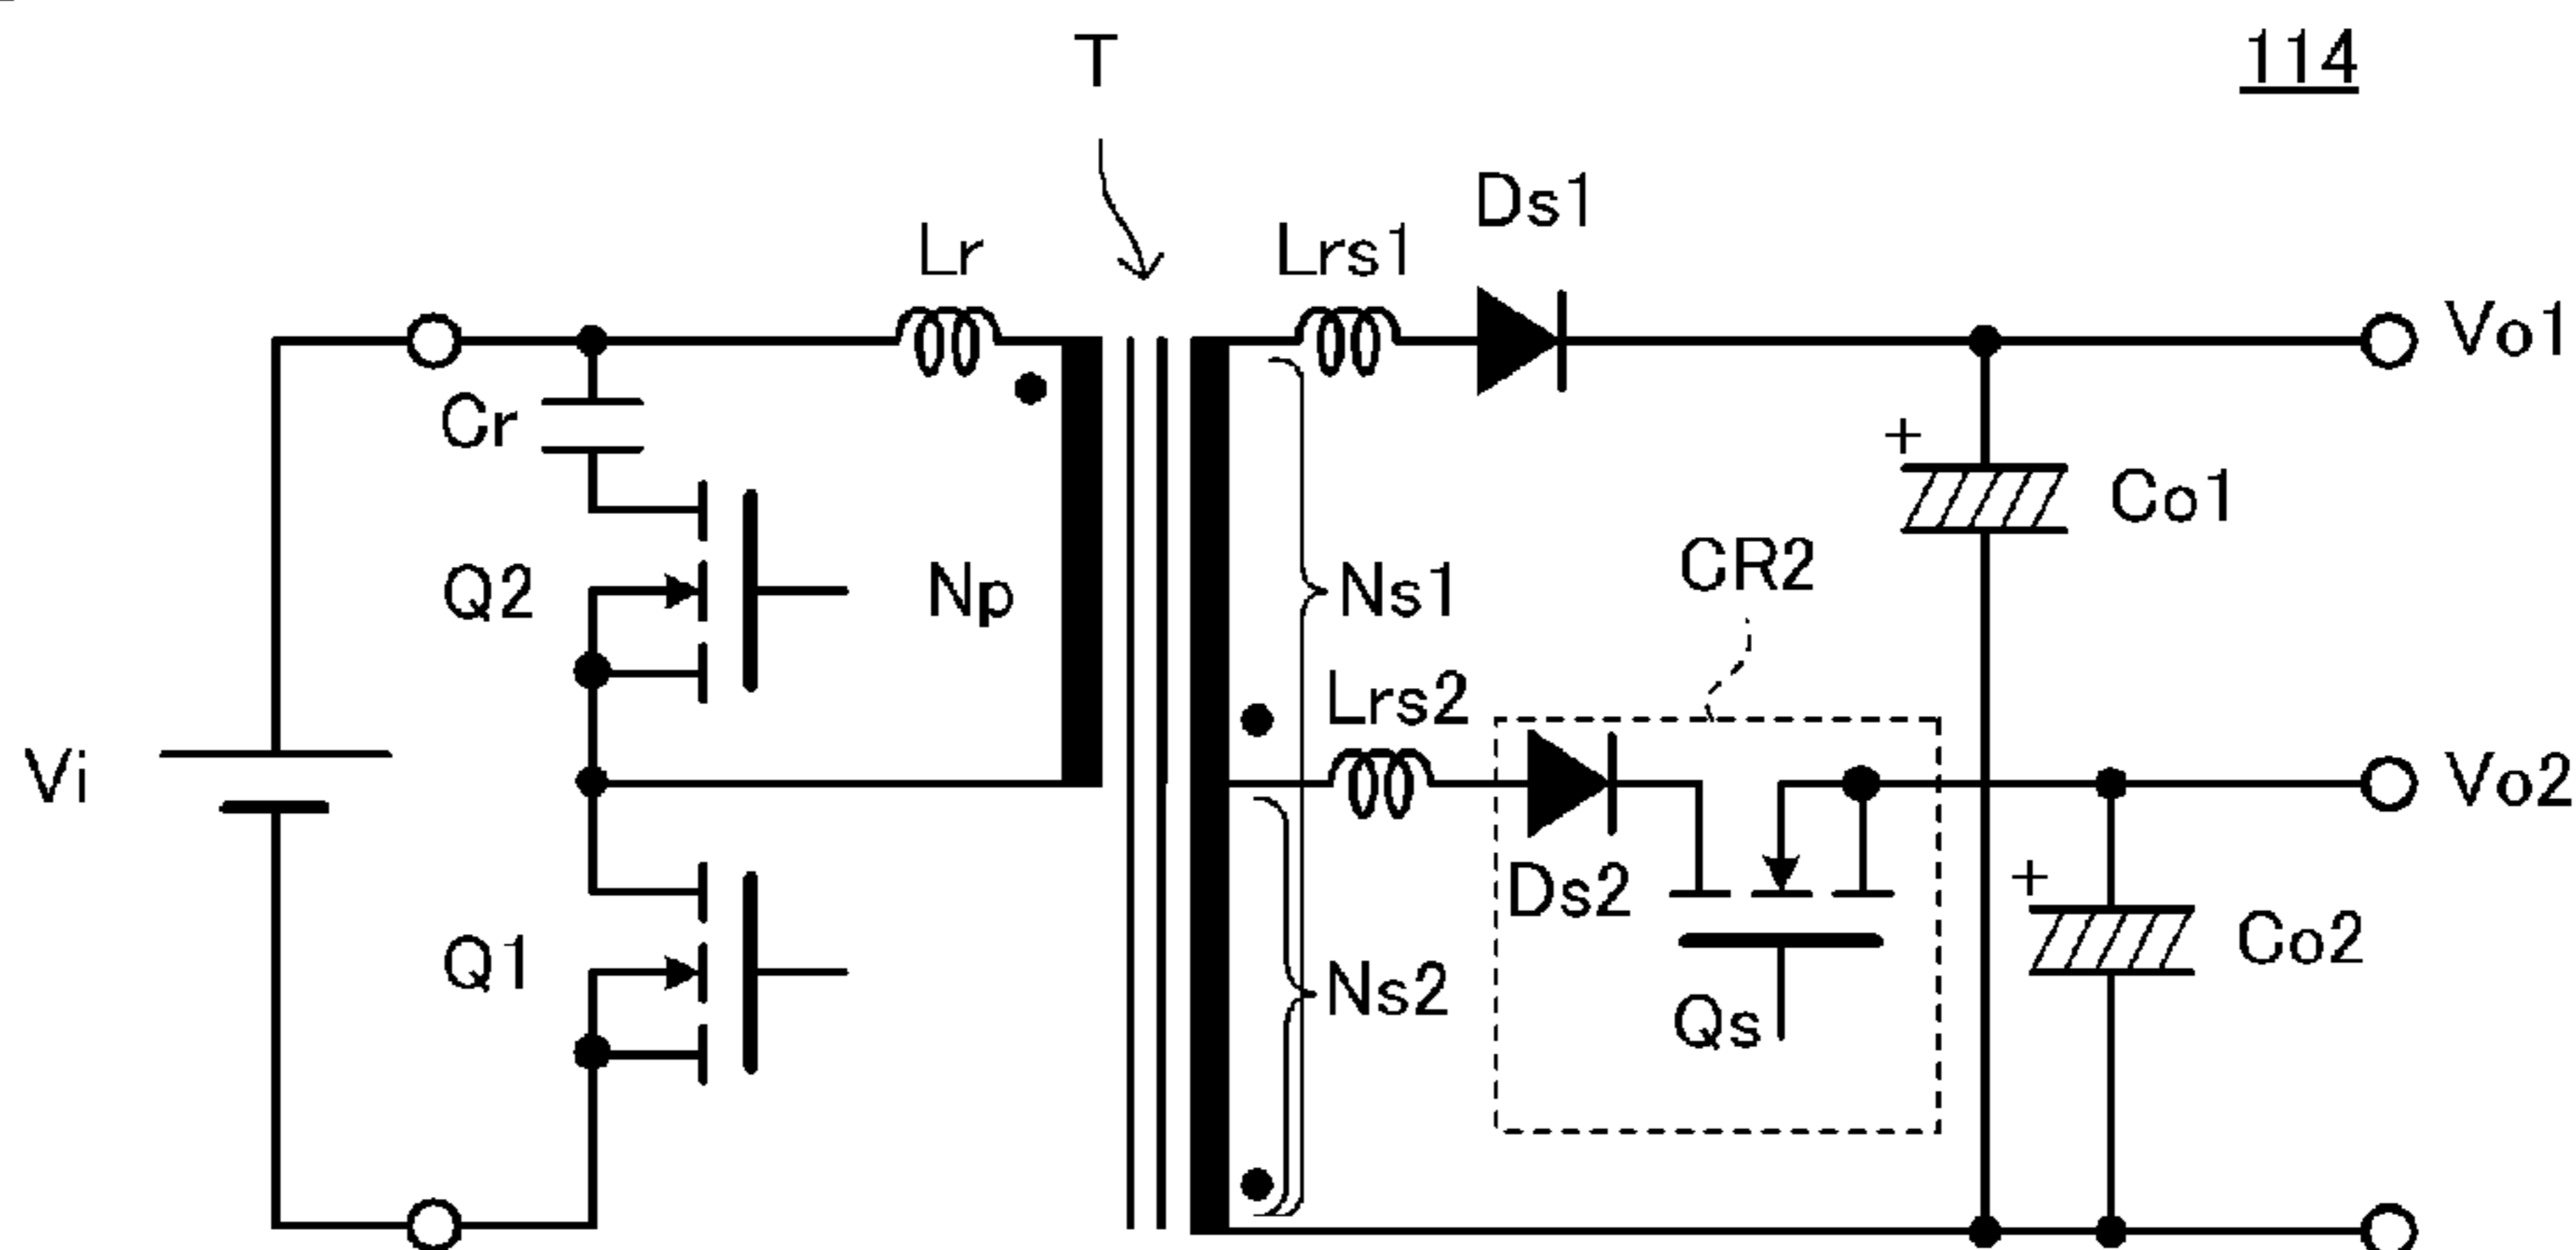 T
114
Ds1
Lr
Lrs1
Vo1
Cr
+
Co1
CR2
Q2
Np
Ns1
Lrs2
Vi
Vo2
Ds2
+
Co2
Q1
Ns2
Qs